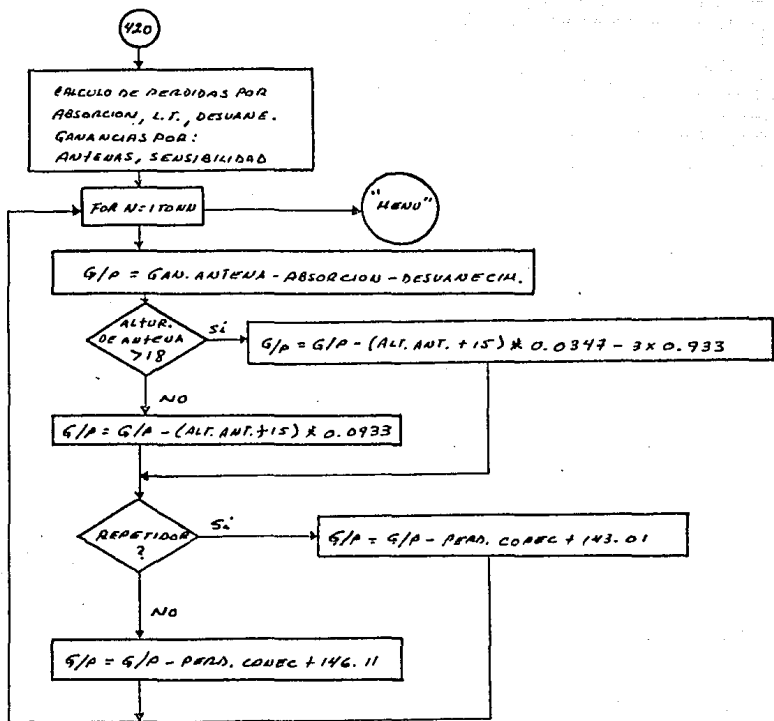 420
CALCULO DE PERDIDAS POR
ABSORCION, L.T., DESVANE.
GANANCIAS POR:
ANTENAS, SENSIBILIDAD
FOR N=1 TO NN
"MENU"
G/P = GAN. ANTENA - ABSORCION - DESVANECIM.
ALTUR.
DE ANTENA
>18
Si
G/P = G/P - (ALT. ANT. + 15) * 0.0347 - 3 x 0.933
NO
G/P = G/P - (ALT. ANT. + 15) * 0.0933
REPETIDOR
?
Si
G/P = G/P - PERD. CONEC + 143.01
NO
G/P = G/P - PERD. CONEC + 146.11